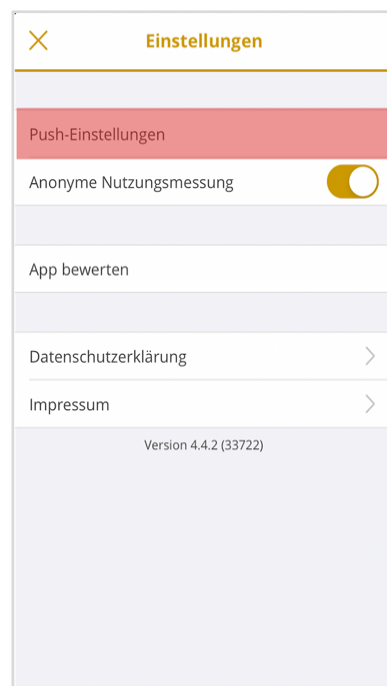 Einstellungen
Push-Einstellungen
Anonyme Nutzungsmessung
App bewerten
Datenschutzerklärung
Impressum
Version 4.4.2 (33722)